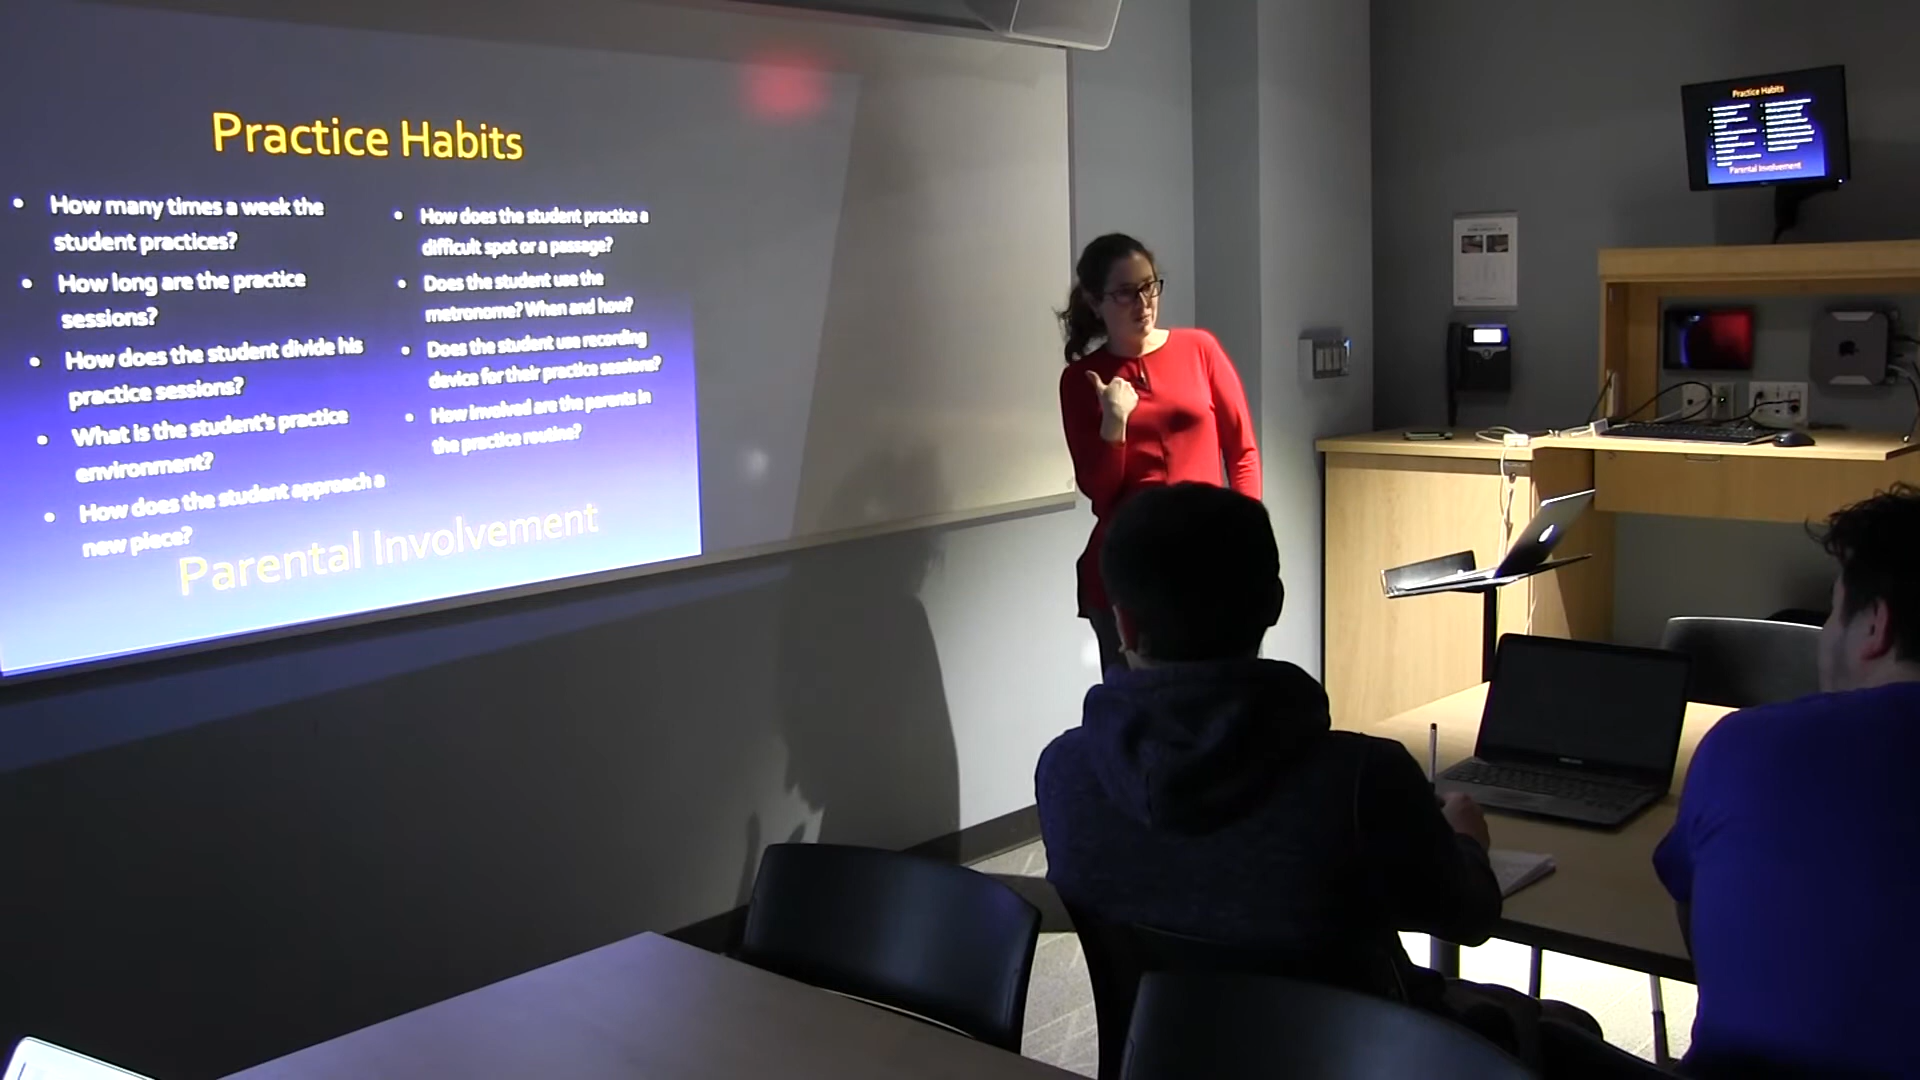 Practice Habits
How many times a week the
student practices?
How long are the practice
sessions?
How does the student divide his
practice sessions?
What is the student's practice
environment?
How does the student approach a
new piece?
How does the student practice a
difficult spot or a passage?
Does the student use the
metronome? When and how?
Does the student use recording
device for their practice sessions?
How involved are the parents in
the practice routine?
Parental Involvement
Practice Habits
Parental Involvement